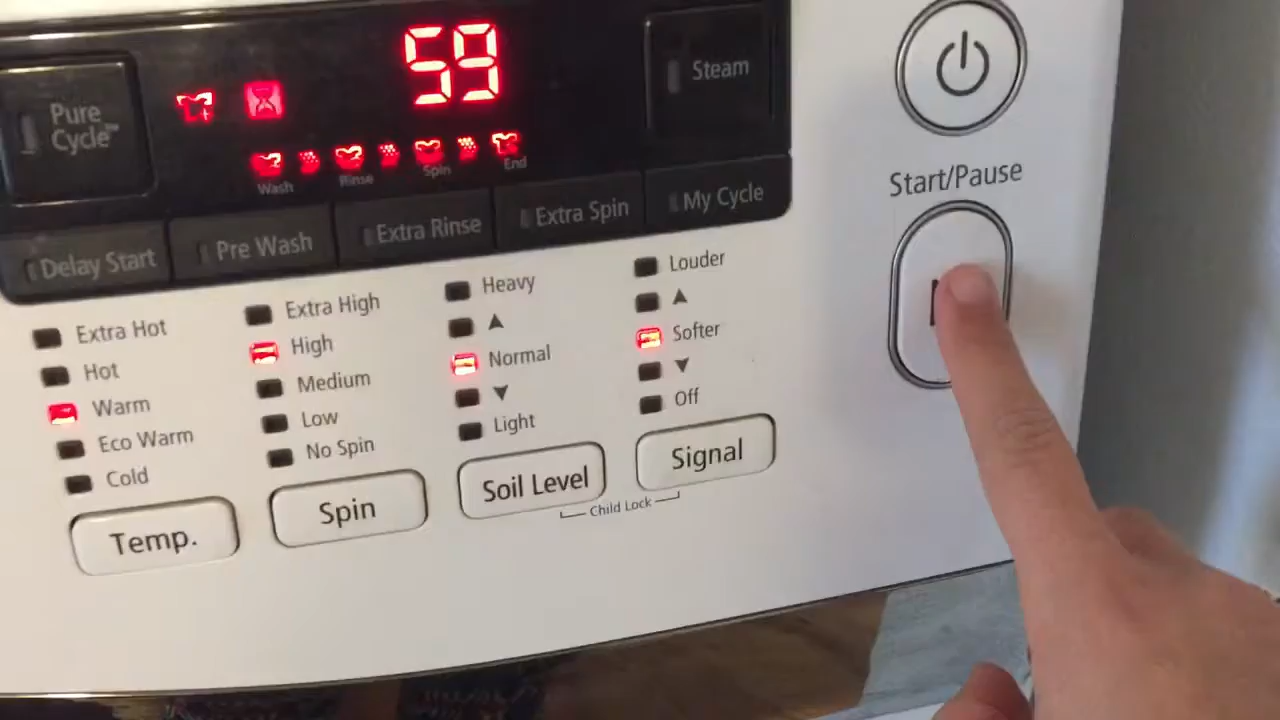 59
Pure
Cycle™
Steam
Wash
Rinse
Spin
End
Delay Start
Pre Wash
Extra Rinse
Extra Spin
My Cycle
Start/Pause
Extra Hot
Hot
Warm
Eco Warm
Cold
Temp.
Extra High
High
Medium
Low
No Spin
Spin
Heavy
▲
Normal
▼
Light
Soil Level
Louder
▲
Softer
▼
Off
Signal
Child Lock